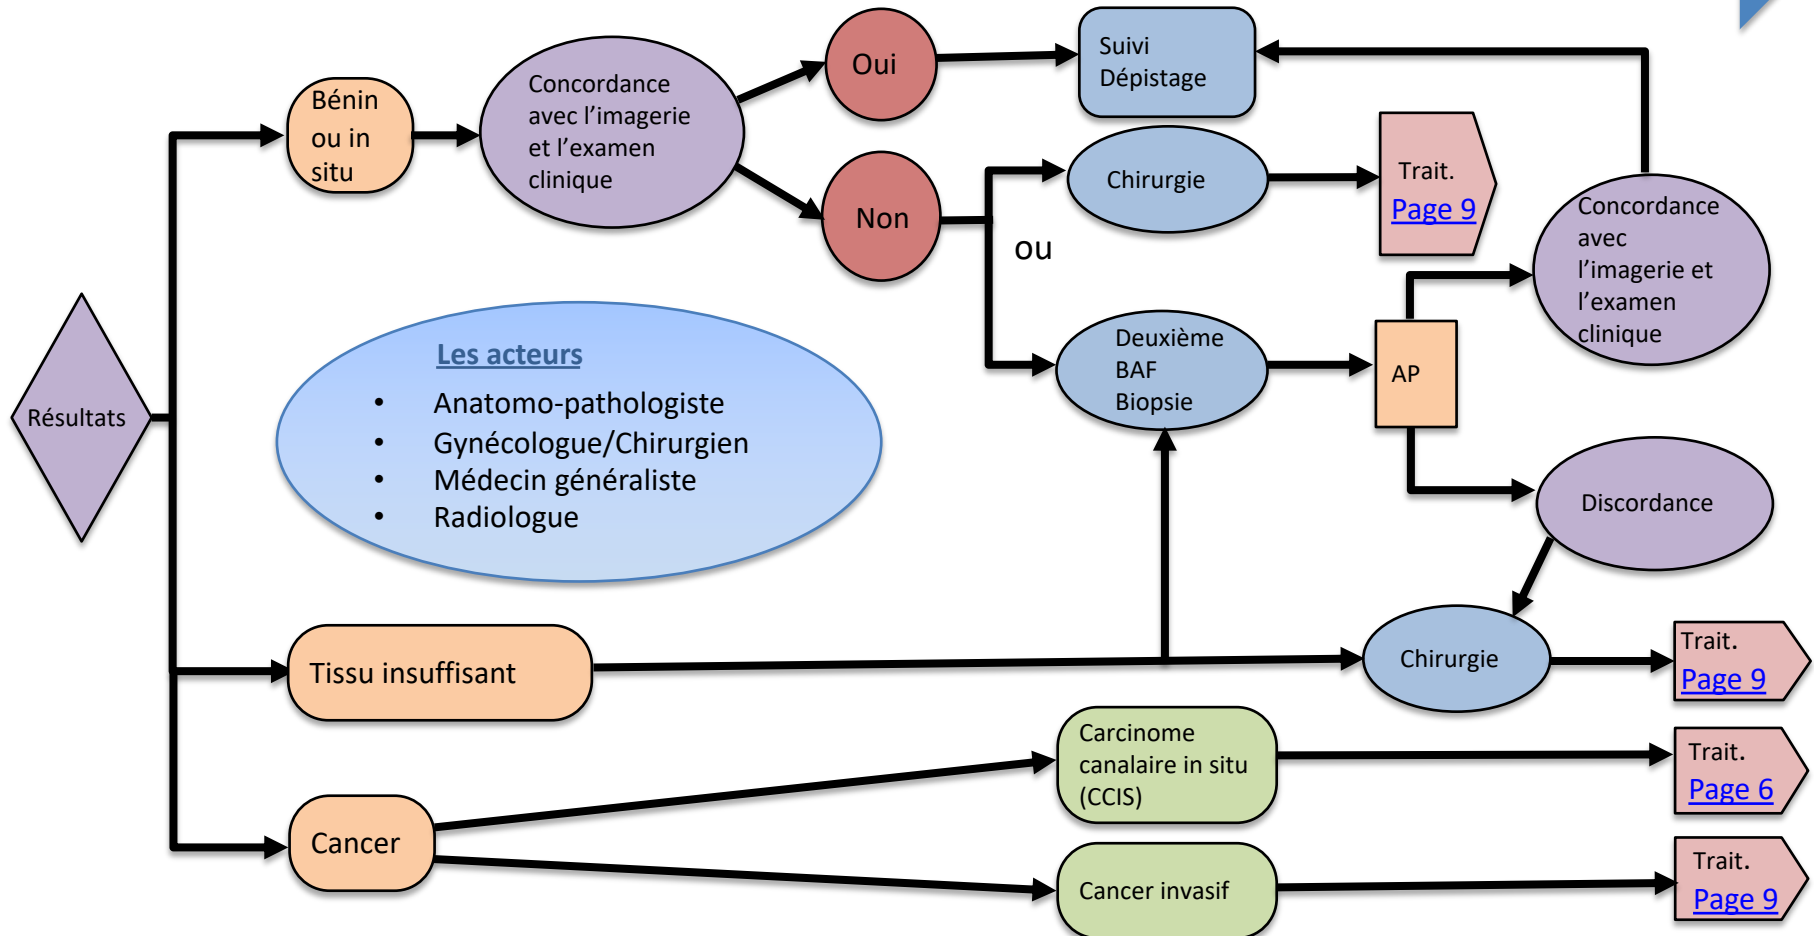 Résultats
Bénin
ou in
situ
Concordance
avec l’imagerie
et l’examen
clinique
Oui
Non
Suivi
Dépistage
ou
Chirurgie
Trait.
Page 9
Deuxième
BAF
Biopsie
AP
Concordance
avec
l’imagerie et
l’examen
clinique
Discordance
Les acteurs
• Anatomo-pathologiste
• Gynécologue/Chirurgien
• Médecin généraliste
• Radiologue
Tissu insuffisant
Chirurgie
Trait.
Page 9
Cancer
Carcinome
canalaire in situ
(CCIS)
Trait.
Page 6
Cancer invasif
Trait.
Page 9